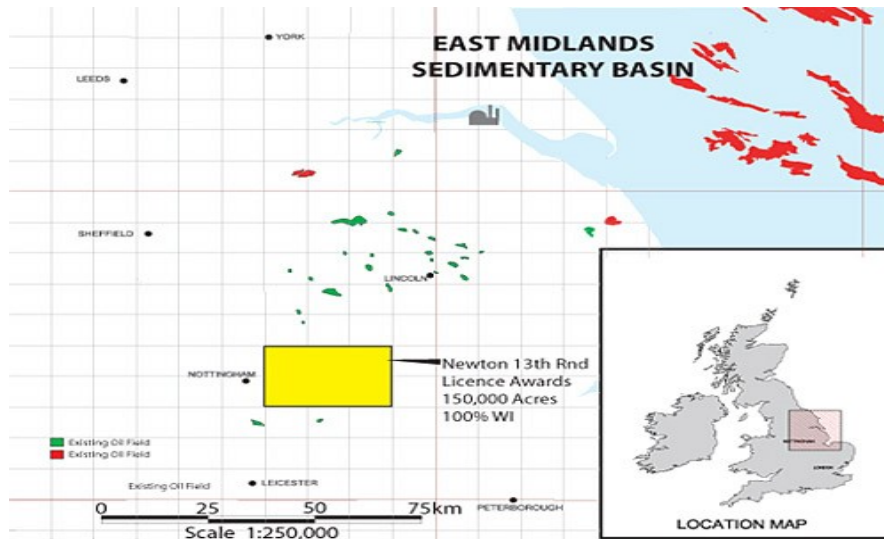 YORK
EAST MIDLANDS
SEDIMENTARY BASIN
LEEDS
SHEFFIELD
LINCOLN
NOTTINGHAM
Newton 13th Rnd
Licence Awards
150,000 Acres
100% WI
Existing Oil Field
Existing Oil Field
Existing Oil Field
LEICESTER
0 25 50 75km
Scale 1:250,000
PETERBOROUGH
NOTTINGHAM
LONDON
LOCATION MAP